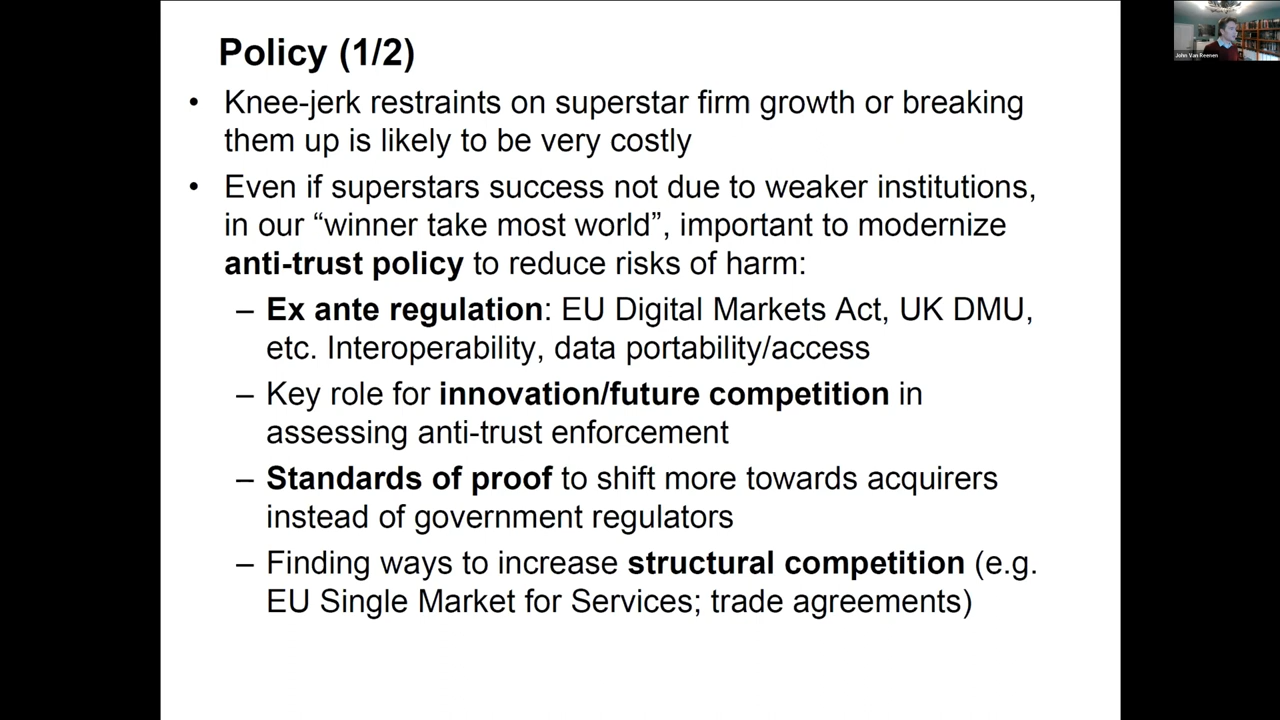 Policy (1/2)
• Knee-jerk restraints on superstar firm growth or breaking
them up is likely to be very costly
• Even if superstars success not due to weaker institutions,
in our “winner take most world”, important to modernize
anti-trust policy to reduce risks of harm:
– Ex ante regulation: EU Digital Markets Act, UK DMU,
etc. Interoperability, data portability/access
– Key role for innovation/future competition in
assessing anti-trust enforcement
– Standards of proof to shift more towards acquirers
instead of government regulators
– Finding ways to increase structural competition (e.g.
EU Single Market for Services; trade agreements)
John Van Reenen